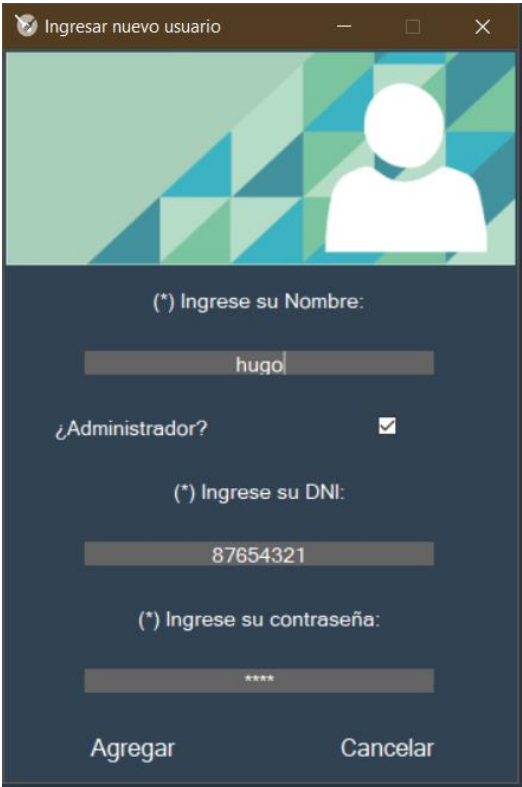 Ingresar nuevo usuario
(*) Ingrese su Nombre:
hugo
¿Administrador?
(*) Ingrese su DNI:
87654321
(*) Ingrese su contraseña:
****
Agregar Cancelar